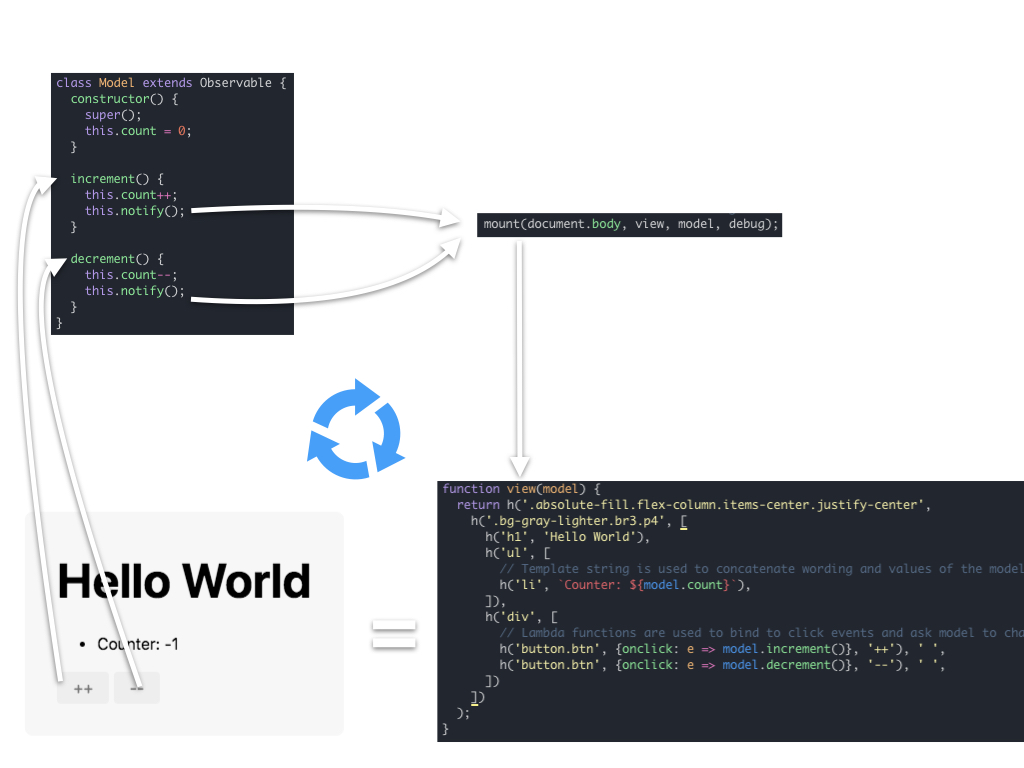 class Model extends Observable {
constructor() {
super();
this.count = 0;
}
increment() {
this.count++;
this.notify();
}
decrement() {
this.count--;
this.notify();
}
}
mount(document.body, view, model, debug);
function view(model) {
return h('.absolute-fill.flex-column.items-center.justify-center',
h('.bg-gray-lighter.br3.p4', [
h('h1', 'Hello World'),
h('ul', [
// Template string is used to concatenate wording and values of the model
h('li', `Counter: ${model.count}`),
]),
h('div', [
// Lambda functions are used to bind to click events and ask model to cha
h('button.btn', {onclick: e => model.increment()}, '++'), ' ',
h('button.btn', {onclick: e => model.decrement()}, '--'), ' ',
])
])
);
}
Hello World
• Counter: -1
++ --
=